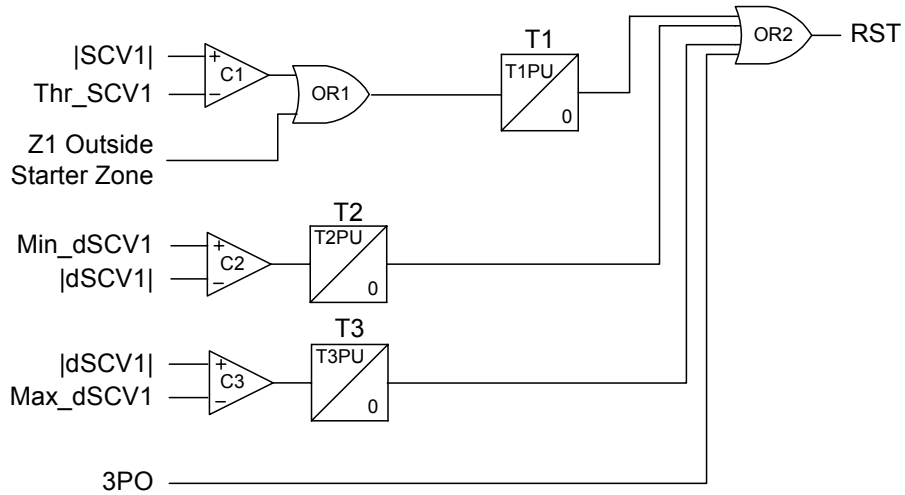 |SCV1|
+
C1
Thr_SCV1
−
OR1
Z1 Outside
Starter Zone
T1
T1PU
0
OR2
RST
Min_dSCV1
+
C2
|dSCV1|
−
T2
T2PU
0
|dSCV1|
+
C3
Max_dSCV1
−
T3
T3PU
0
3PO